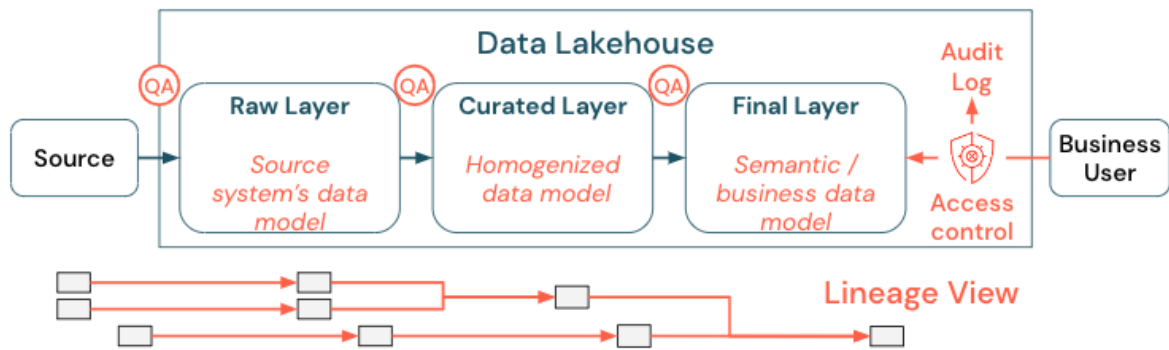 Data Lakehouse
QA
QA
QA
Audit
Log
Source
Raw Layer
Source
system's data
model
Curated Layer
Homogenized
data model
Final Layer
Semantic /
business data
model
Access
control
Business
User
Lineage View